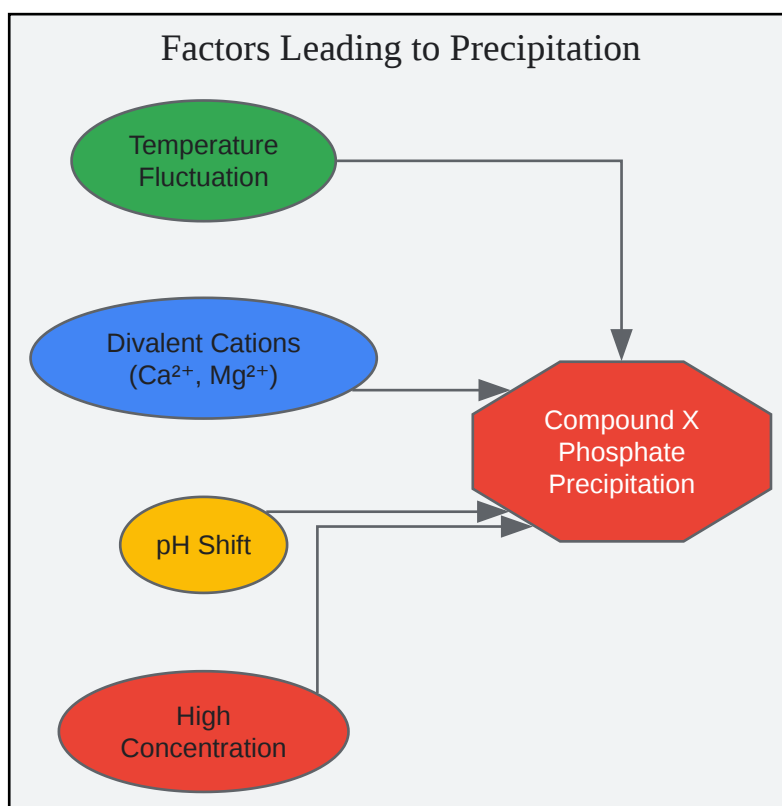 Factors Leading to Precipitation
Temperature
Fluctuation
Divalent Cations
(Ca²⁺, Mg²⁺)
Compound X
Phosphate
Precipitation
pH Shift
High
Concentration